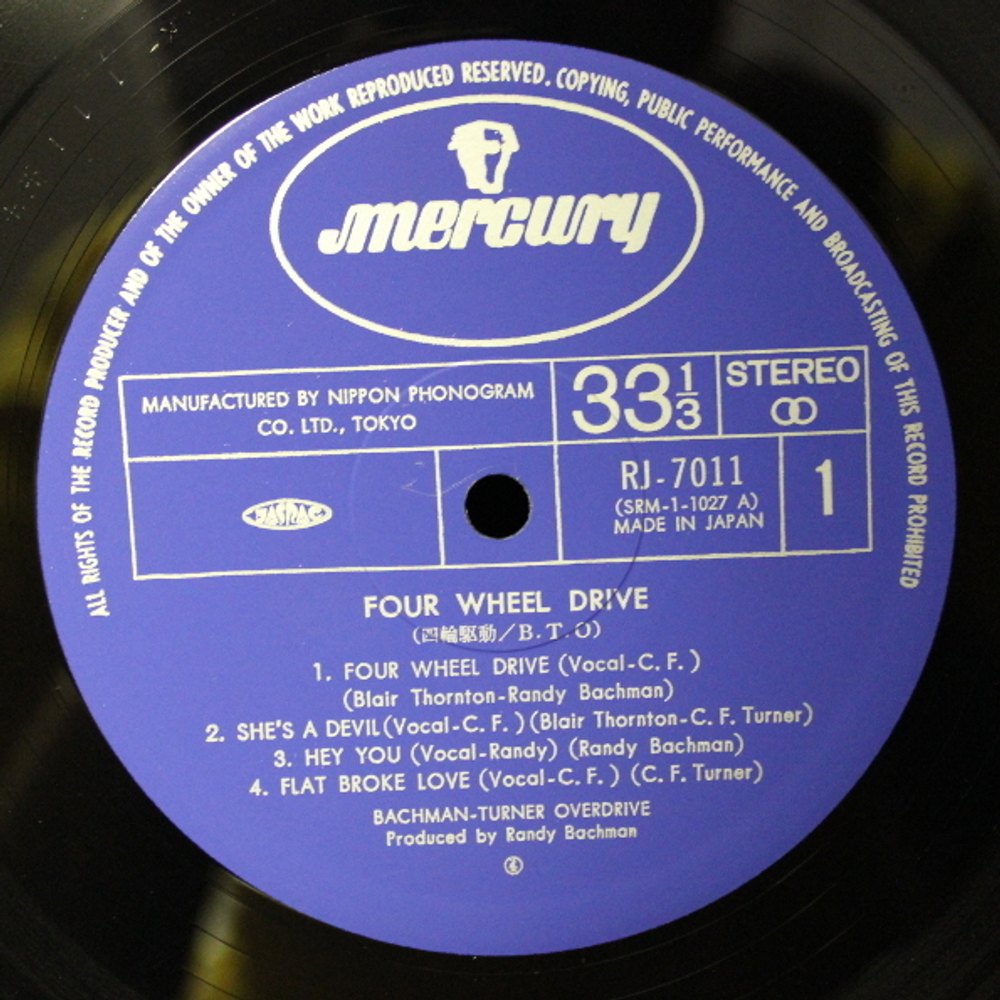 ALL RIGHTS OF THE RECORD PRODUCER AND OF THE OWNER OF THE WORK REPRODUCED RESERVED. COPYING, PUBLIC PERFORMANCE AND BROADCASTING OF THIS RECORD PROHIBITED
mercury
MANUFACTURED BY NIPPON PHONOGRAM
CO. LTD., TOKYO
33 1/3
STEREO
JASRAC
RJ-7011
(SRM-1-1027 A)
MADE IN JAPAN
1
FOUR WHEEL DRIVE
(四輪駆動/B.T.O)
1. FOUR WHEEL DRIVE (Vocal-C. F. )
(Blair Thornton-Randy Bachman)
2. SHE'S A DEVIL (Vocal-C. F. ) (Blair Thornton-C. F. Turner)
3. HEY YOU (Vocal-Randy) (Randy Bachman)
4. FLAT BROKE LOVE (Vocal-C. F. ) (C. F. Turner)
BACHMAN-TURNER OVERDRIVE
Produced by Randy Bachman